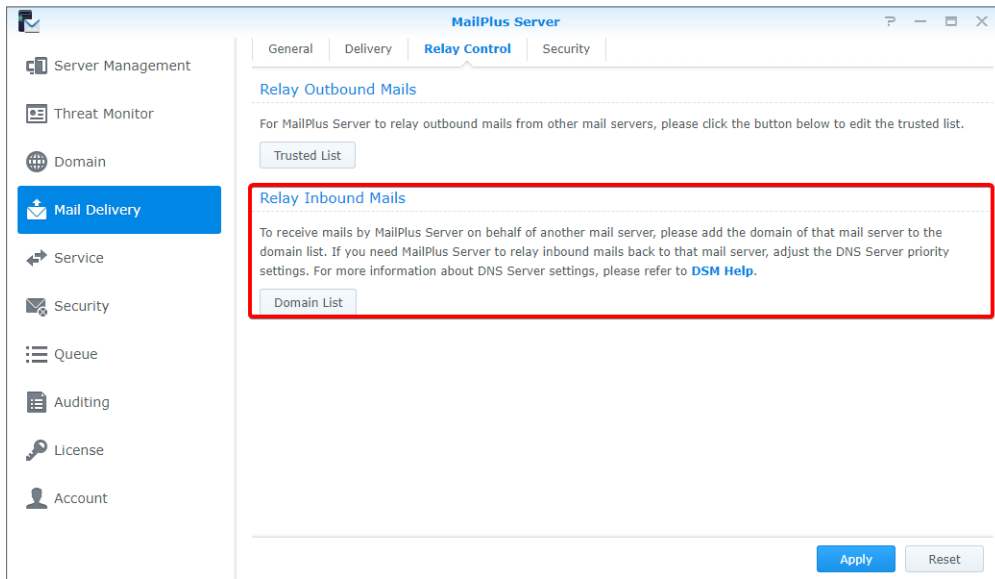 MailPlus Server
Server Management
Threat Monitor
Domain
Mail Delivery
Service
Security
Queue
Auditing
License
Account
General Delivery Relay Control Security
Relay Outbound Mails
For MailPlus Server to relay outbound mails from other mail servers, please click the button below to edit the trusted list.
Trusted List
Relay Inbound Mails
To receive mails by MailPlus Server on behalf of another mail server, please add the domain of that mail server to the
domain list. If you need MailPlus Server to relay inbound mails back to that mail server, adjust the DNS Server priority
settings. For more information about DNS Server settings, please refer to DSM Help.
Domain List
Apply Reset